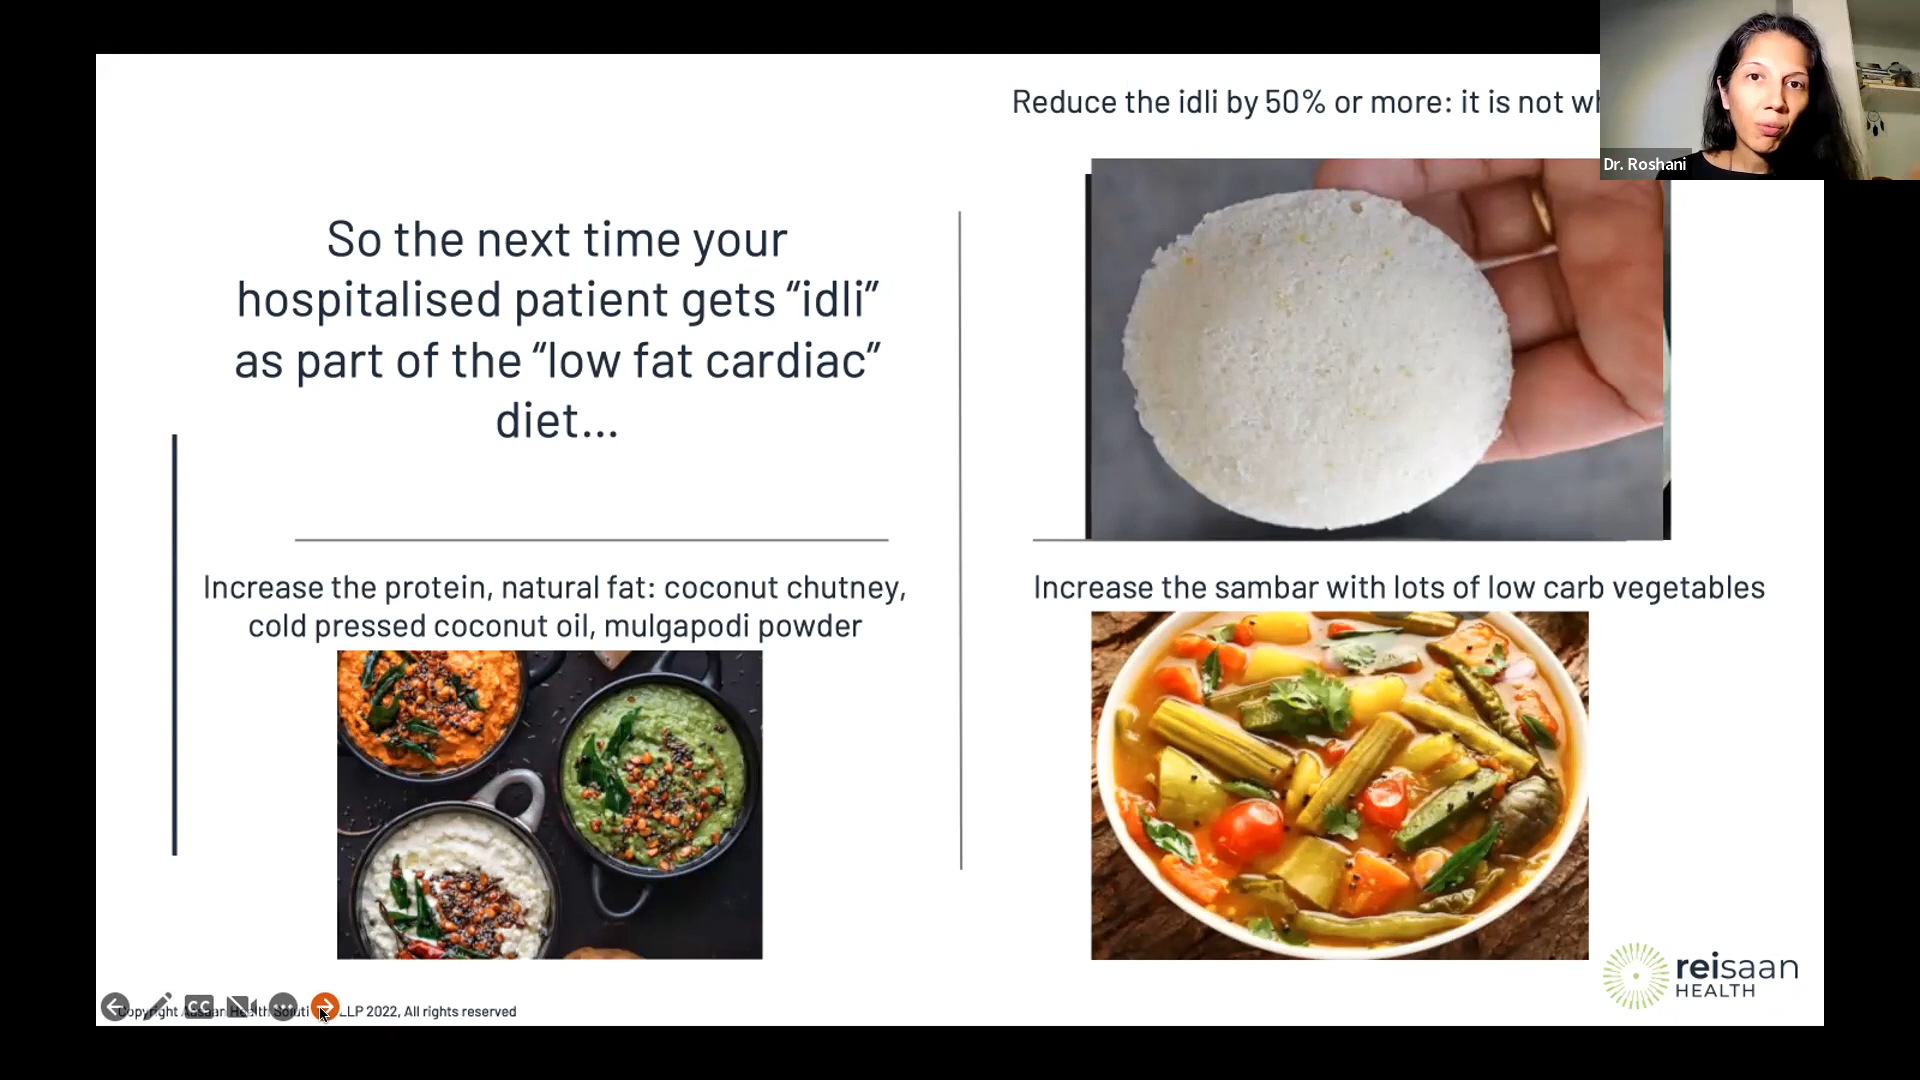 So the next time your
hospitalised patient gets “idli”
as part of the “low fat cardiac”
diet...
Reduce the idli by 50% or more: it is not
Dr. Roshani
Increase the protein, natural fat: coconut chutney,
cold pressed coconut oil, mulgapodi powder
Increase the sambar with lots of low carb vegetables
reisaan
HEALTH
CC
Copyright Health LLP 2022, All rights reserved